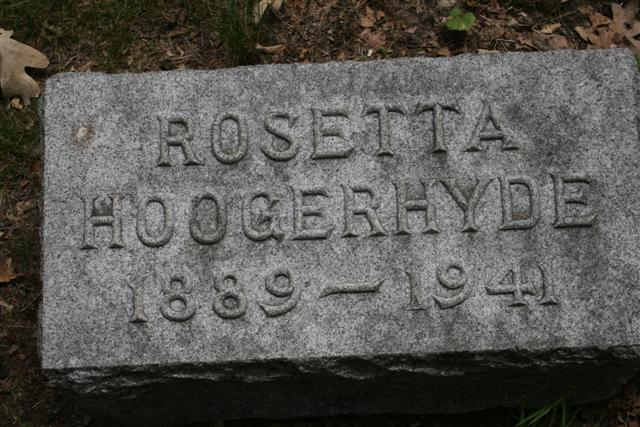 ROSETTA
HOOGERHYDE
1889 — 1941